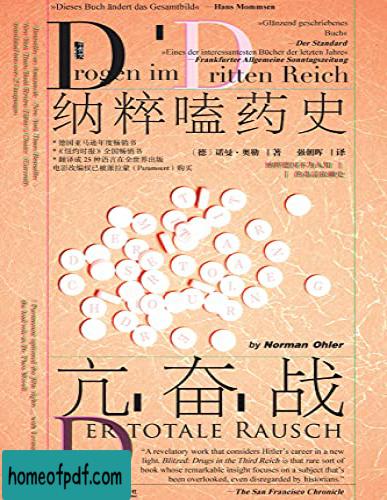 »Dieses Buch ändert das Gesamtbild« — Hans Mommsen
»Glänzend geschriebenes
Buch«
Der Standard
»Eines der interessantesten Bücher der letzten Jahre«
—Frankfurter Allgemeine Sonntagszeitung
Drogen im Dritten Reich
纳粹嗑药史
* 德国亚马逊年度畅销书
*《纽约时报》全国畅销书
* 翻译成 25 种语言在全世界出版
电影改编权已被派拉蒙（Paramount）购买
（德）诺曼·奥勒｜著 强朝晖｜译
by Norman Ohler
亢奋战
DER TOTALE RAUSCH
"A revelatory work that considers Hitler's career in a new
light. Blitzed: Drugs in the Third Reich is that rare sort of
book whose remarkable insight focuses on a subject that's
been overlooked, even disregarded by historians."
—The San Francisco Chronicle
homeofpdf.com